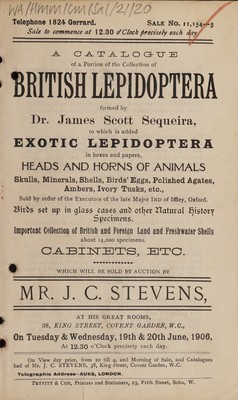 WA/HMM/CM/Sal/2/120
Telephone 1824 Gerrard. SALE No. 11,154—5
Sale to commence at 12.30 o'Clock precisely each day.
A CATALOGUE
of a Portion of the Collection of
BRITISH LEPIDOPTERA
formed by
Dr. James Scott Sequeira,
to which is added
EXOTIC LEPIDOPTERA
in boxes and papers,
HEADS AND HORNS OF ANIMALS
Skulls, Minerals, Shells, Birds' Eggs, Polished Agates,
Ambers, Ivory Tusks, etc.,
Sold by order of the Executors of the late Major IND of Iffley, Oxford.
Birds set up in glass cases and other Natural History
Specimens.
Important Collection of British and Foreign Land and Freshwater Shells
about 14,000 specimens.
CABINETS, ETC.
WHICH WILL BE SOLD BY AUCTION BY
MR. J. C. STEVENS,
AT HIS GREAT ROOMS,
38, KING STREET, COVENT GARDEN, W.C.,
On Tuesday & Wednesday, 19th & 20th June, 1906,
At 12.30 o'Clock precisely each day.
On View day prior, from 10 till 4, and Morning of Sale, and Catalogues
had of Mr. J. C. STEVENS, 38, King street, Covent Garden, W.C.
Telegraphic Address—AUKS, LONDON.
PETTITT & COX, Printers and Stationers, 23, Frith Street, Soho, W.